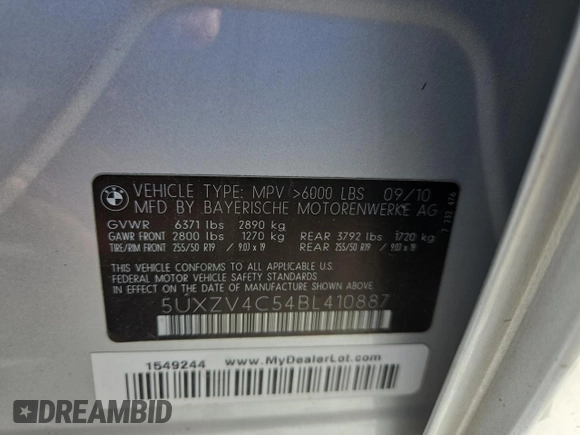 BMW
VEHICLE TYPE: MPV >6000 LBS 09/10
MFD BY BAYERISCHE MOTORENWERKE AG
GVWR 6371 lbs 2890 kg
GAWR FRONT 2800 lbs 1270 kg REAR 3792 lbs 1720 kg
TIRE/RIM FRONT 255/50 R19 // 9.0J x 19 REAR 255/50 R19 // 9.0J x 19
THIS VEHICLE CONFORMS TO ALL APPLICABLE
FEDERAL MOTOR VEHICLE SAFETY STANDARDS
IN EFFECT ON THE DATE OF MANUFACTURE SHOWN ABOVE.
5UXZV4C54BL410887
1549244 www.MyDealerLot.com
DREAMBID